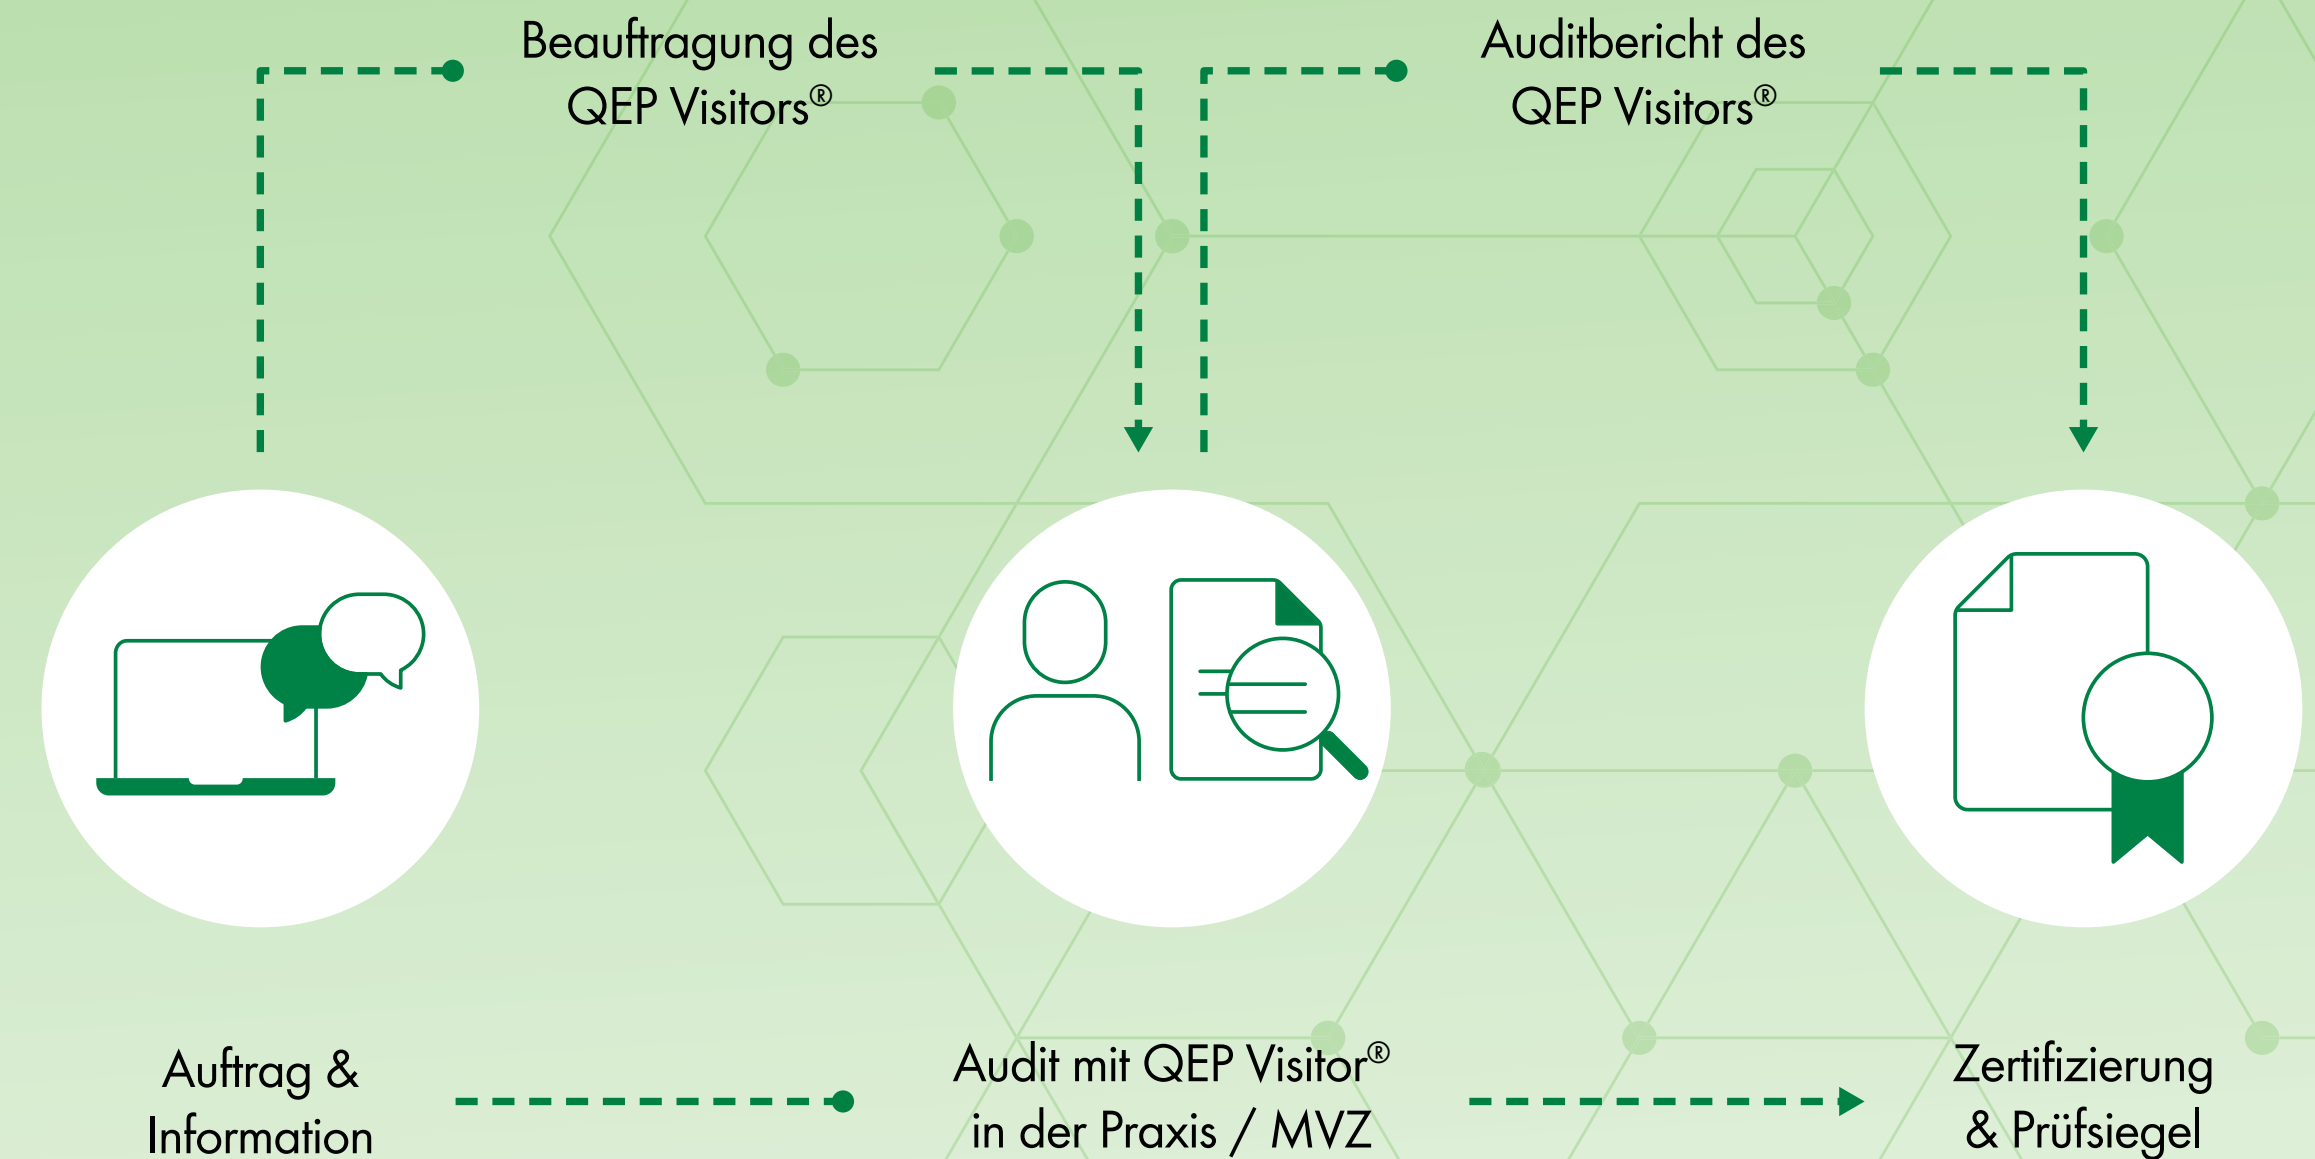 Beauftragung des
QEP Visitors®
Auditbericht des
QEP Visitors®
Auftrag &
Information
Audit mit QEP Visitor®
in der Praxis / MVZ
Zertifizierung
& Prüfsiegel